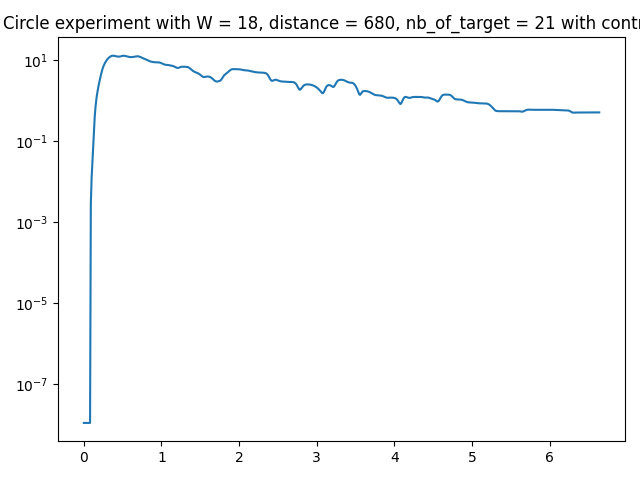 Circle experiment with W = 18, distance = 680, nb_of_target = 21 with contr
10¹
10⁻¹
10⁻³
10⁻⁵
10⁻⁷
0 1 2 3 4 5 6